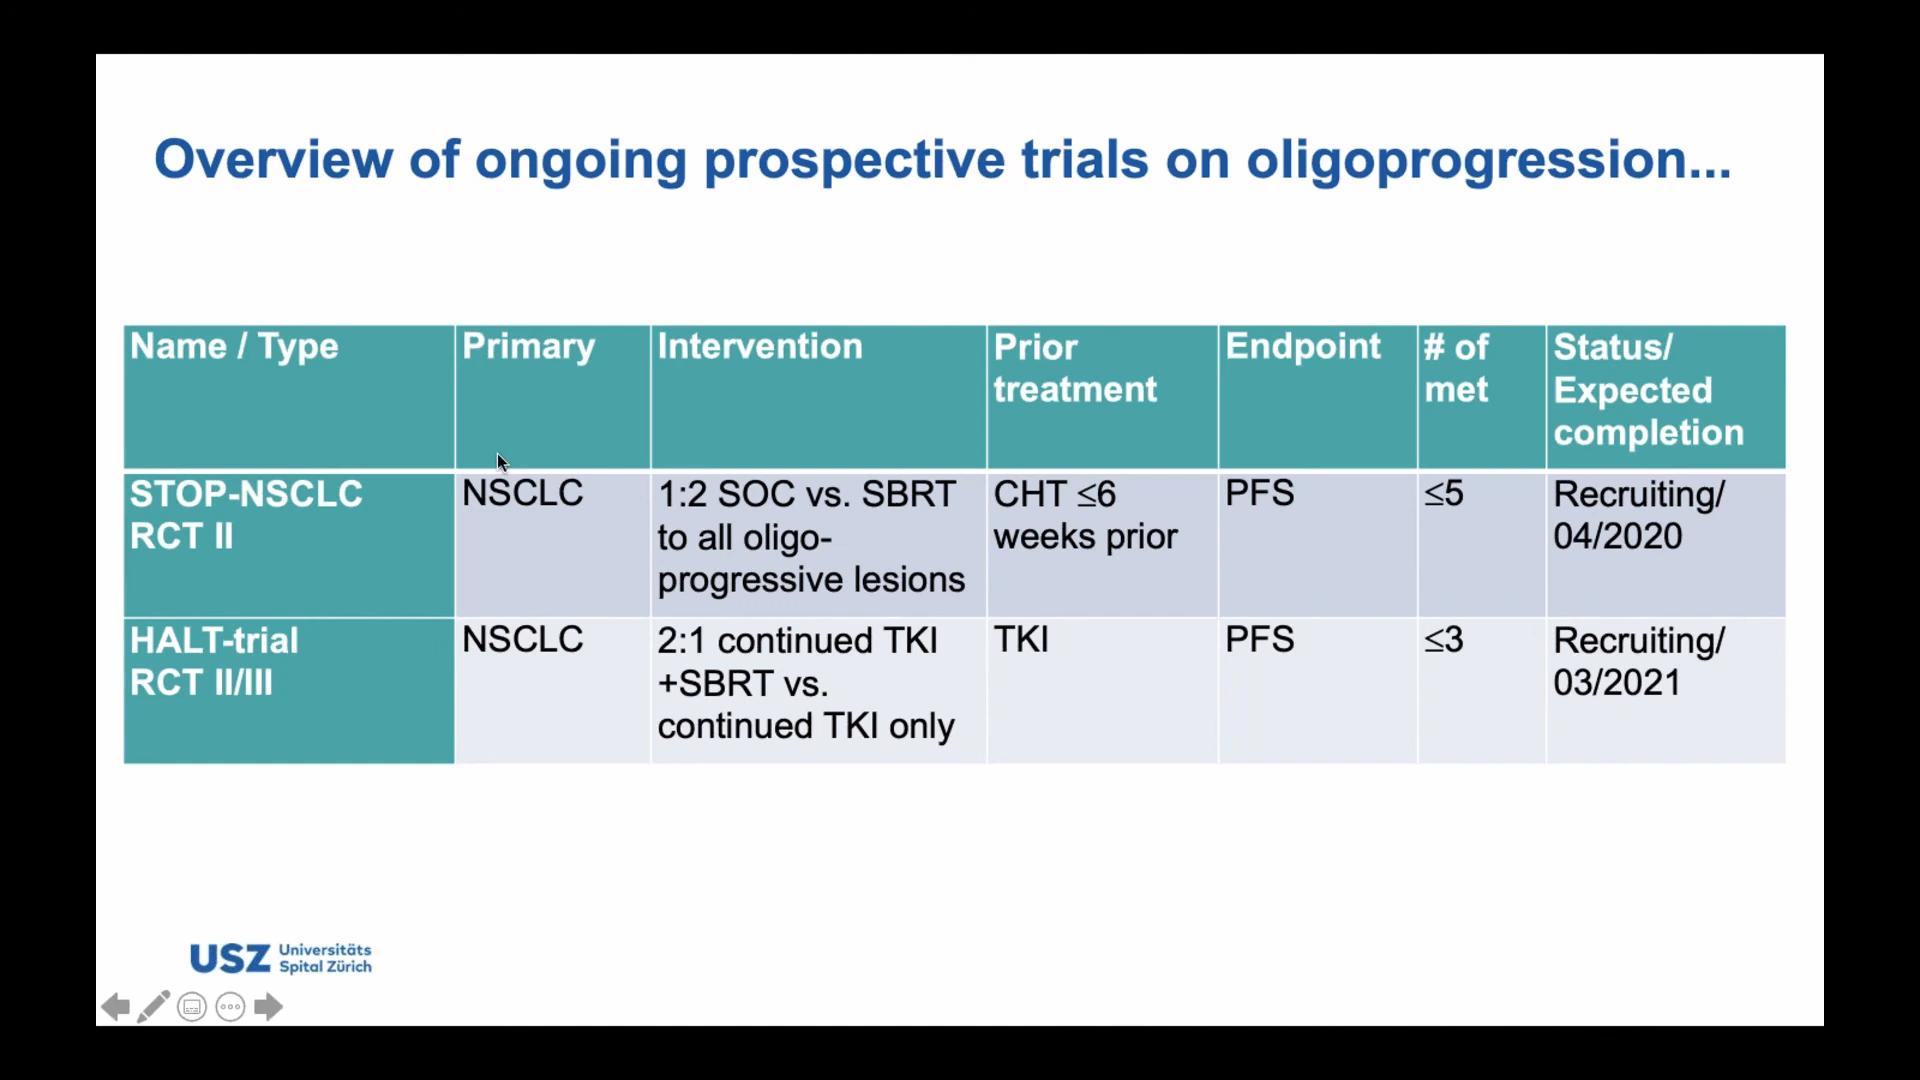 Overview of ongoing prospective trials on oligoprogression...
Name / Type
Primary
Intervention
Prior
treatment
Endpoint
# of
met
Status/
Expected
completion
STOP-NSCLC
RCT II
NSCLC
1:2 SOC vs. SBRT
to all oligo-
progressive lesions
CHT ≤6
weeks prior
PFS
≤5
Recruiting/
04/2020
HALT-trial
RCT II/III
NSCLC
2:1 continued TKI
+SBRT vs.
continued TKI only
TKI
PFS
≤3
Recruiting/
03/2021
USZ Universitäts
Spital Zürich